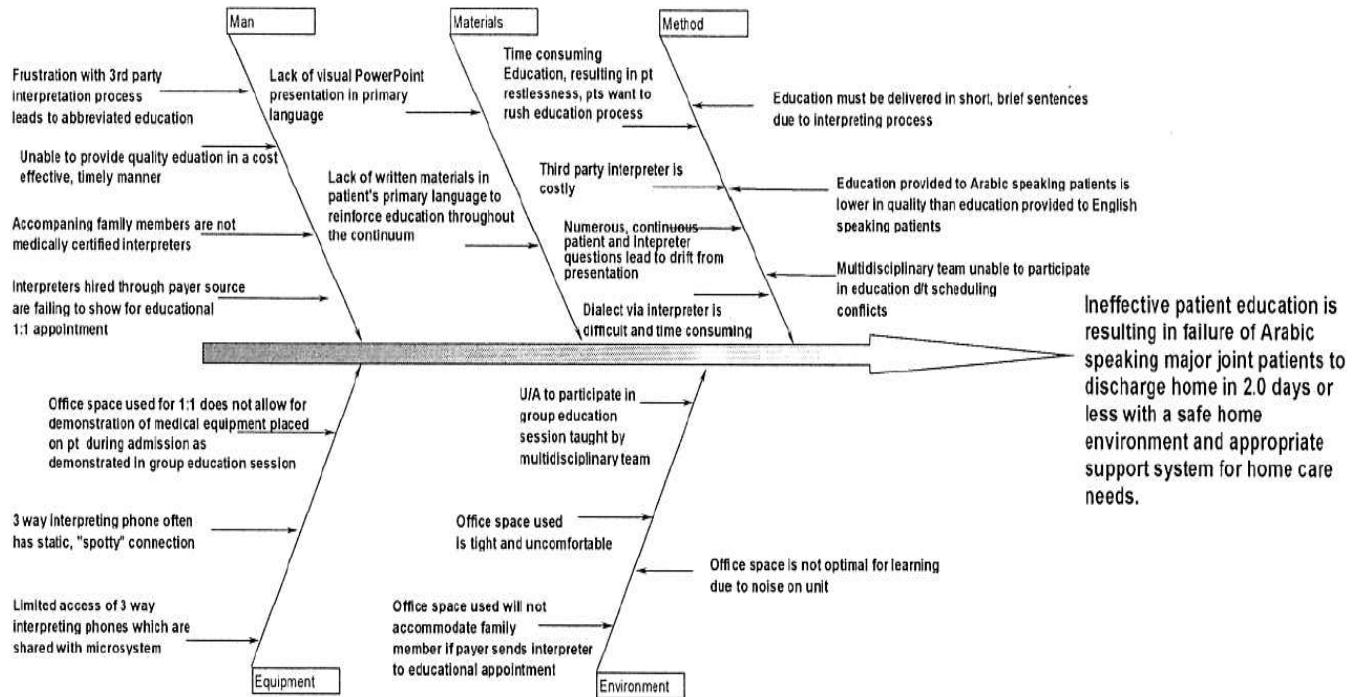 Man
Materials
Method
Frustration with 3rd party
interpretation process
leads to abbreviated education
Unable to provide quality eduation in a cost
effective, timely manner
Accompaning family members are not
medically certified interpreters
Interpreters hired through payer source
are failing to show for educational
1:1 appointment
Lack of visual PowerPoint
presentation in primary
language
Lack of written materials in
patient's primary language to
reinforce education throughout
the continuum
Time consuming
Education, resulting in pt
restlessness, pts want to
rush education process
Third party interpreter is
costly
Numerous, continuous
patient and Intepreter
questions lead to drift from
presentation
Dialect via interpreter is
difficult and time consuming
Education must be delivered in short, brief sentences
due to interpreting process
Education provided to Arabic speaking patients is
lower in quality than education provided to English
speaking patients
Multidisciplinary team unable to participate
in education d/t scheduling
conflicts
Ineffective patient education is
resulting in failure of Arabic
speaking major joint patients to
discharge home in 2.0 days or
less with a safe home
environment and appropriate
support system for home care
needs.
Office space used for 1:1 does not allow for
demonstration of medical equipment placed
on pt during admission as
demonstrated in group education session
3 way interpreting phone often
has static, "spotty" connection
Limited access of 3 way
interpreting phones which are
shared with microsystem
U/A to participate in
group education
session taught by
multidisciplinary team
Office space used
Is tight and uncomfortable
Office space is not optimal for learning
due to noise on unit
Office space used will not
accommodate family
member if payer sends interpreter
to educational appointment
Equipment
Environment